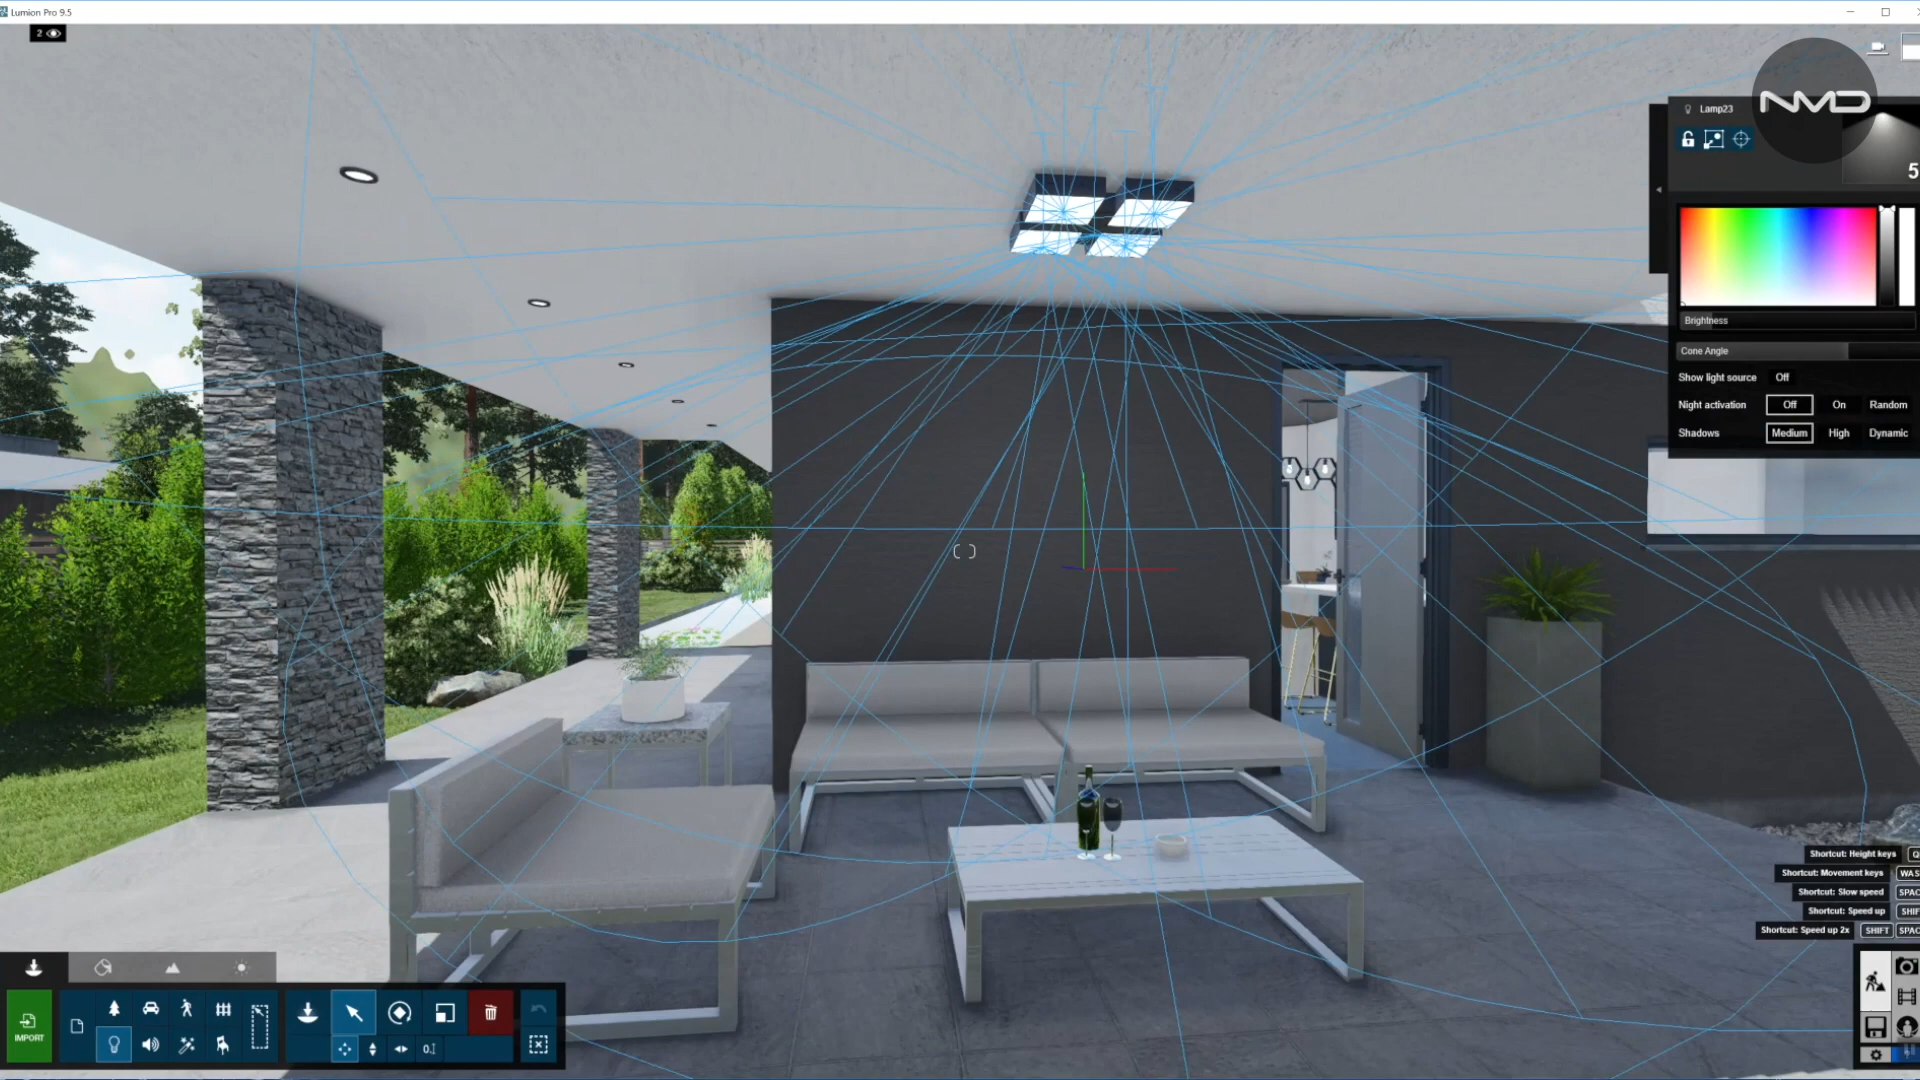 Lumion Pro 9.5
2
NMD
Lamp23
5
Brightness
Cone Angle
Show light source Off
Night activation Off On Random
Shadows Medium High Dynamic
Shortcut: Height keys Q
Shortcut: Movement keys WAS
Shortcut: Slow speed SPAC
Shortcut: Speed up SHIF
Shortcut: Speed up 2x SHIFT SPAC
IMPORT